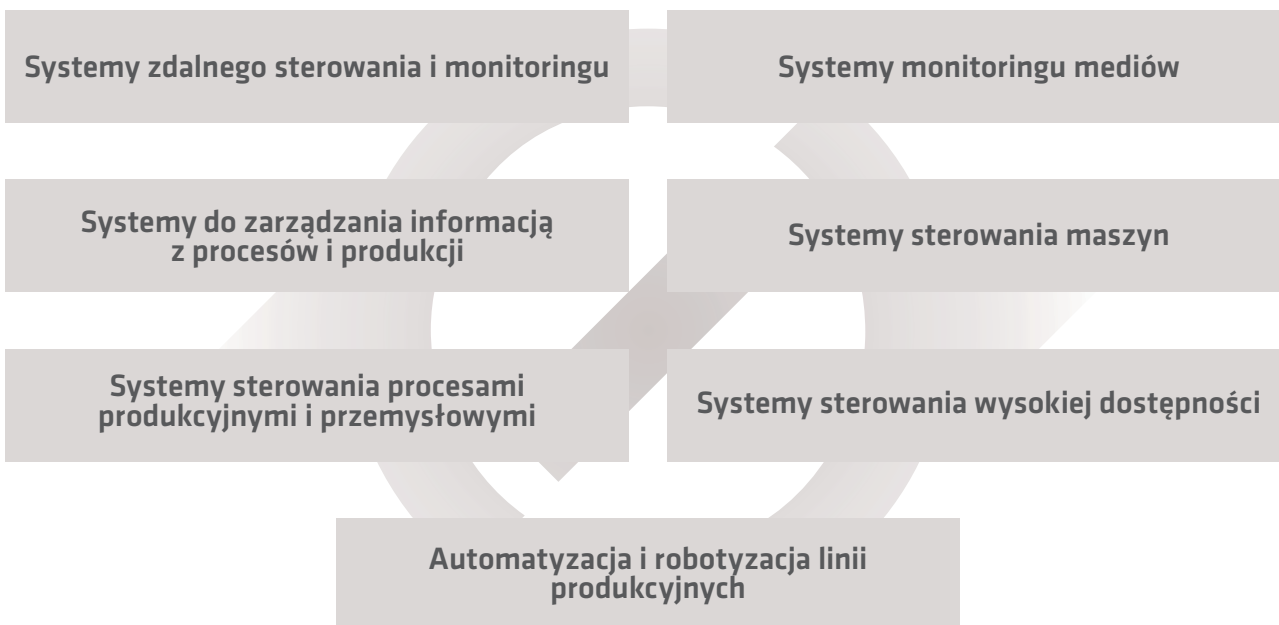 Systemy zdalnego sterowania i monitoringu
Systemy monitoringu mediów
Systemy do zarządzania informacją
z procesów i produkcji
Systemy sterowania maszyn
Systemy sterowania procesami
produkcyjnymi i przemysłowymi
Systemy sterowania wysokiej dostępności
Automatyzacja i robotyzacja linii
produkcyjnych